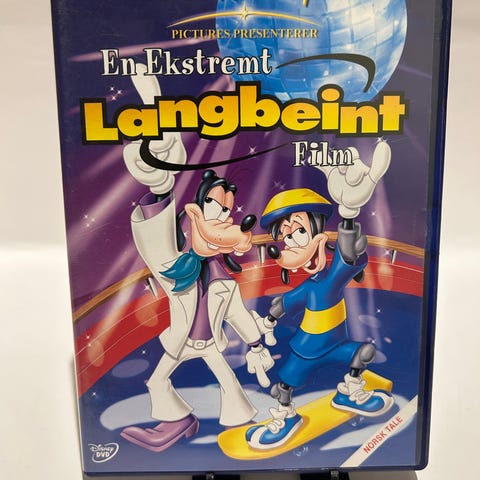 PICTURES PRESENTERER
En Ekstremt
Langbeint
Film
NORSK TALE
Disney
DVD